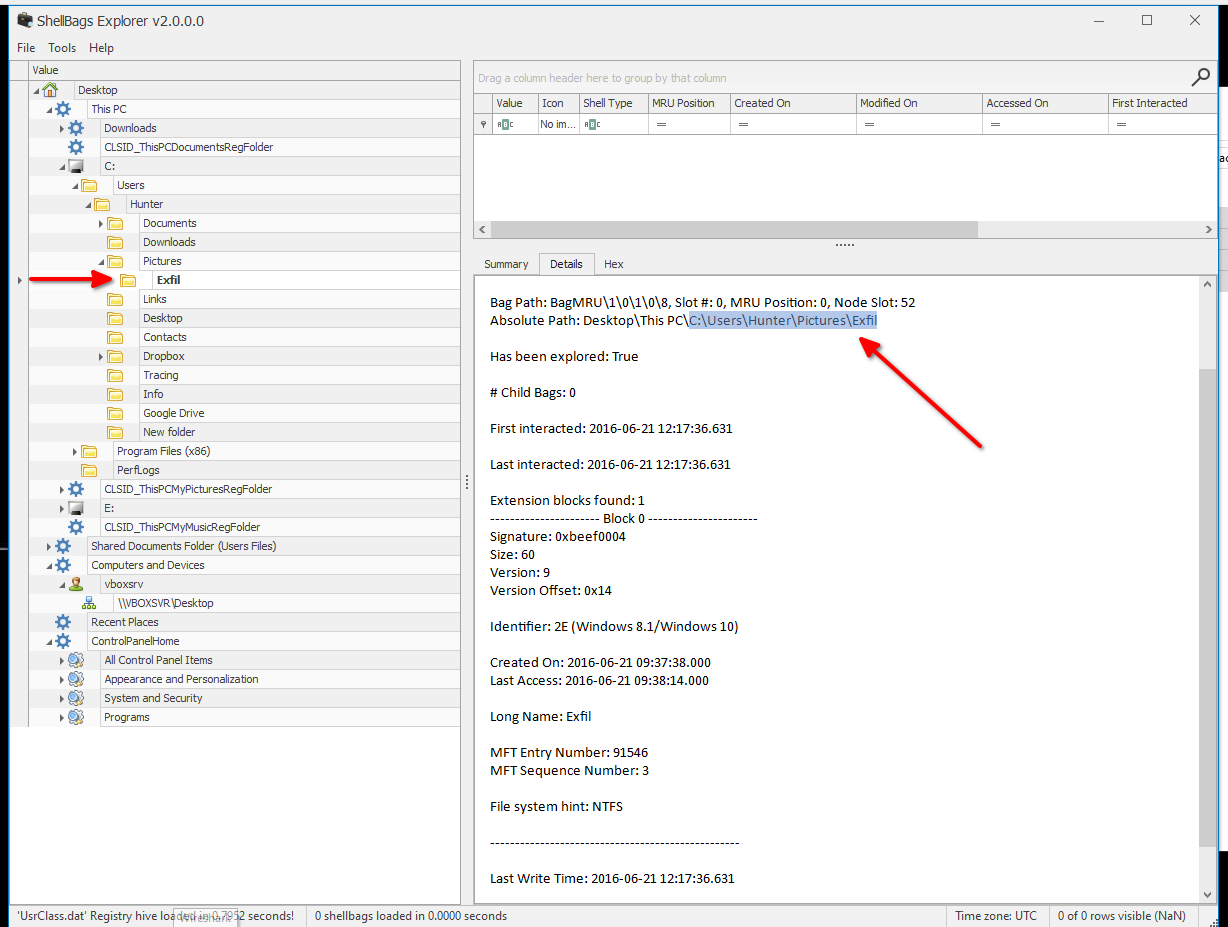 ShellBags Explorer v2.0.0.0
File Tools Help
Value
Desktop
This PC
Downloads
CLSID_ThisPCDocumentsRegFolder
C:
Users
Hunter
Documents
Downloads
Pictures
Exfil
Links
Desktop
Contacts
Dropbox
Tracing
Info
Google Drive
New folder
Program Files (x86)
PerfLogs
CLSID_ThisPCMyPicturesRegFolder
E:
CLSID_ThisPCMyMusicRegFolder
Shared Documents Folder (Users Files)
Computers and Devices
vboxsrv
\\VBOXSVR\Desktop
Recent Places
ControlPanelHome
All Control Panel Items
Appearance and Personalization
System and Security
Programs
Drag a column header here to group by that column
Value Icon Shell Type MRU Position Created On Modified On Accessed On First Interacted
No im...
Summary Details Hex
Bag Path: BagMRU\1\0\1\0\8, Slot #: 0, MRU Position: 0, Node Slot: 52
Absolute Path: Desktop\This PC\C:\Users\Hunter\Pictures\Exfil
Has been explored: True
# Child Bags: 0
First interacted: 2016-06-21 12:17:36.631
Last interacted: 2016-06-21 12:17:36.631
Extension blocks found: 1
---------------------- Block 0 ----------------------
Signature: 0xbeef0004
Size: 60
Version: 9
Version Offset: 0x14
Identifier: 2E (Windows 8.1/Windows 10)
Created On: 2016-06-21 09:37:38.000
Last Access: 2016-06-21 09:38:14.000
Long Name: Exfil
MFT Entry Number: 91546
MFT Sequence Number: 3
File system hint: NTFS
--------------------------------------------------
Last Write Time: 2016-06-21 12:17:36.631
'UsrClass.dat' Registry hive loaded in 0.7952 seconds! 0 shellbags loaded in 0.0000 seconds Time zone: UTC 0 of 0 rows visible (NaN)
Wireshark